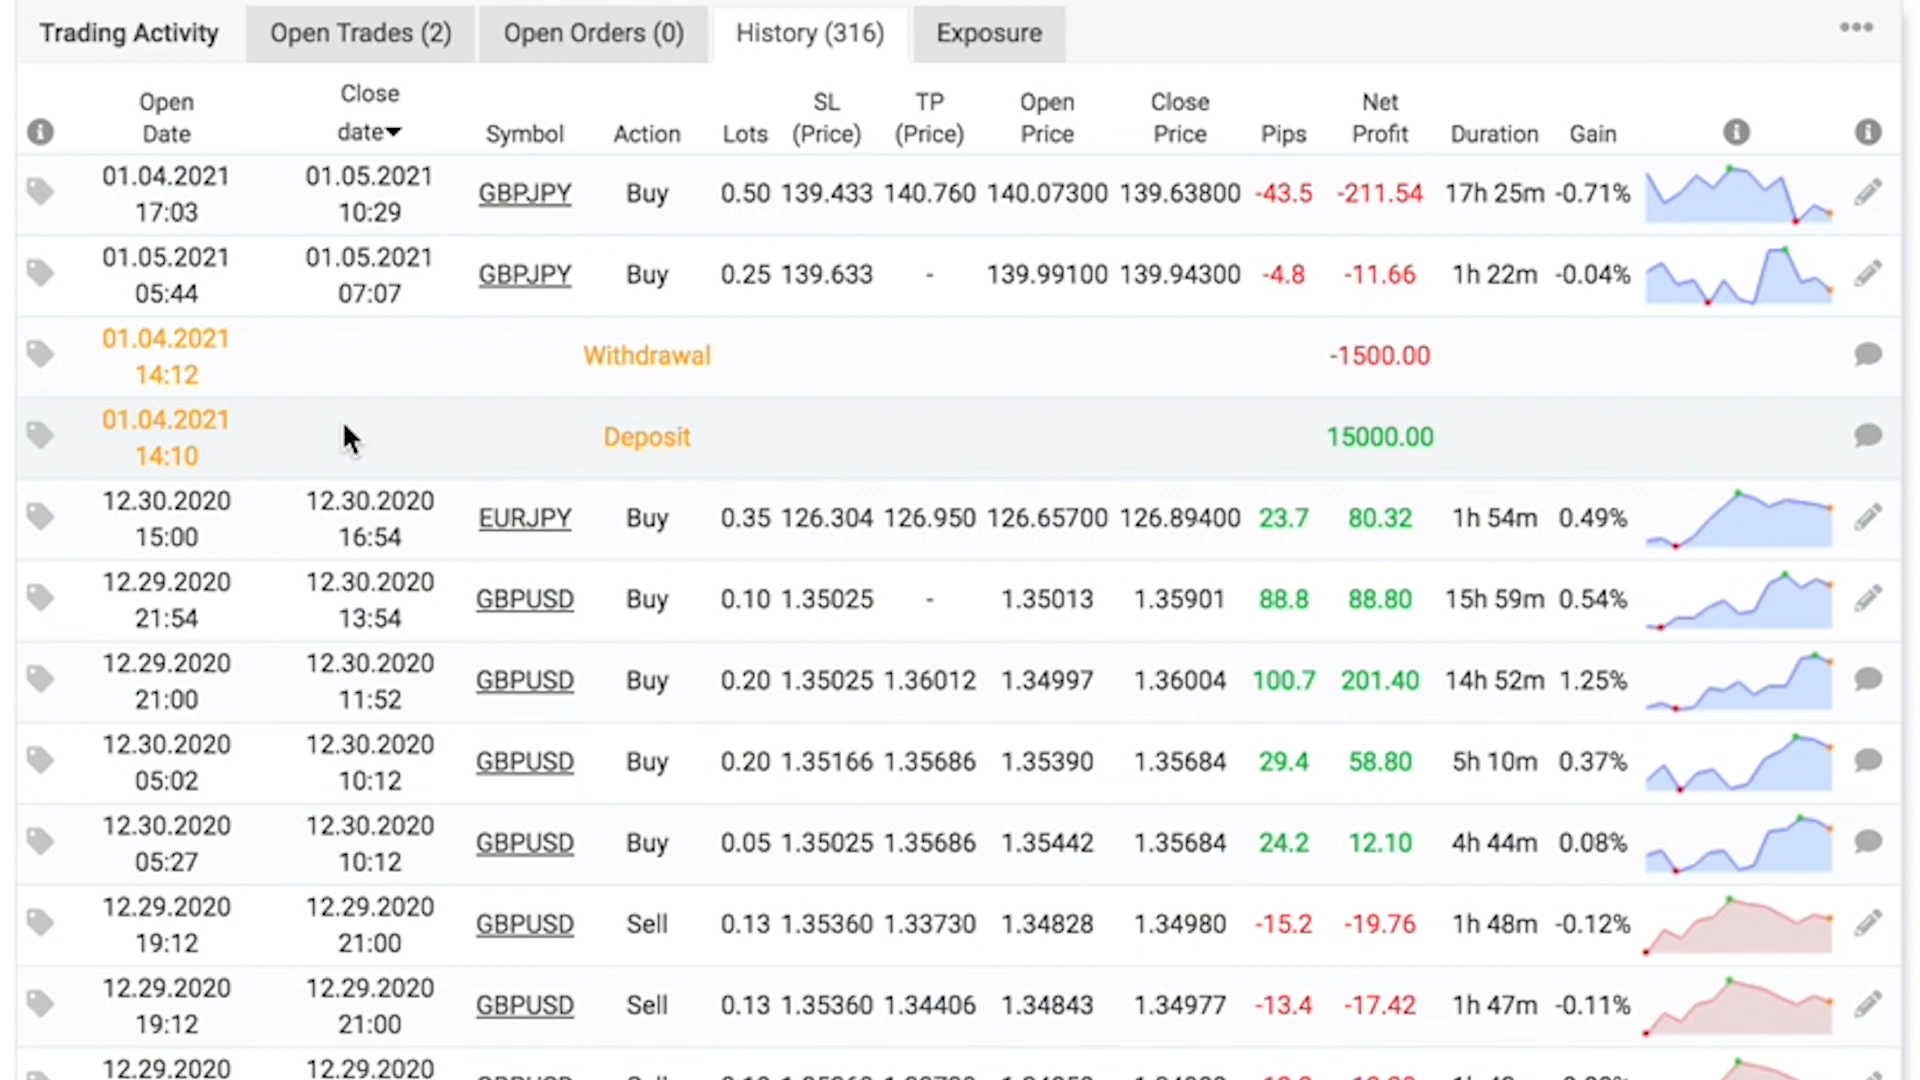 Trading Activity Open Trades (2) Open Orders (0) History (316) Exposure
Open Date Close date Symbol Action Lots SL (Price) TP (Price) Open Price Close Price Pips Net Profit Duration Gain
01.04.2021 17:03 01.05.2021 10:29 GBPJPY Buy 0.50 139.433 140.760 140.07300 139.63800 -43.5 -211.54 17h 25m -0.71%
01.05.2021 05:44 01.05.2021 07:07 GBPJPY Buy 0.25 139.633 - 139.99100 139.94300 -4.8 -11.66 1h 22m -0.04%
01.04.2021 14:12 Withdrawal -1500.00
01.04.2021 14:10 Deposit 15000.00
12.30.2020 15:00 12.30.2020 16:54 EURJPY Buy 0.35 126.304 126.950 126.65700 126.89400 23.7 80.32 1h 54m 0.49%
12.29.2020 21:54 12.30.2020 13:54 GBPUSD Buy 0.10 1.35025 - 1.35013 1.35901 88.8 88.80 15h 59m 0.54%
12.29.2020 21:00 12.30.2020 11:52 GBPUSD Buy 0.20 1.35025 1.36012 1.34997 1.36004 100.7 201.40 14h 52m 1.25%
12.30.2020 05:02 12.30.2020 10:12 GBPUSD Buy 0.20 1.35166 1.35686 1.35390 1.35684 29.4 58.80 5h 10m 0.37%
12.30.2020 05:27 12.30.2020 10:12 GBPUSD Buy 0.05 1.35025 1.35686 1.35442 1.35684 24.2 12.10 4h 44m 0.08%
12.29.2020 19:12 12.29.2020 21:00 GBPUSD Sell 0.13 1.35360 1.33730 1.34828 1.34980 -15.2 -19.76 1h 48m -0.12%
12.29.2020 19:12 12.29.2020 21:00 GBPUSD Sell 0.13 1.35360 1.34406 1.34843 1.34977 -13.4 -17.42 1h 47m -0.11%
12.29.2020 12.29.2020